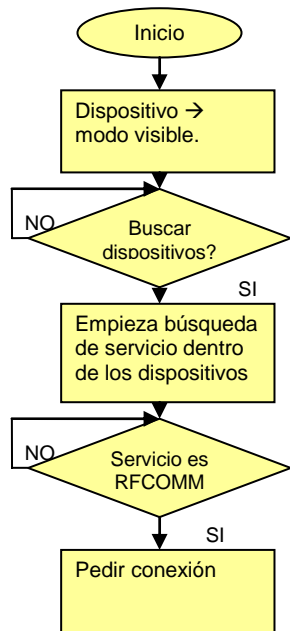 Inicio
Dispositivo →
modo visible.
NO
Buscar
dispositivos?
SI
Empieza búsqueda
de servicio dentro
de los dispositivos
NO
Servicio es
RFCOMM
SI
Pedir conexión